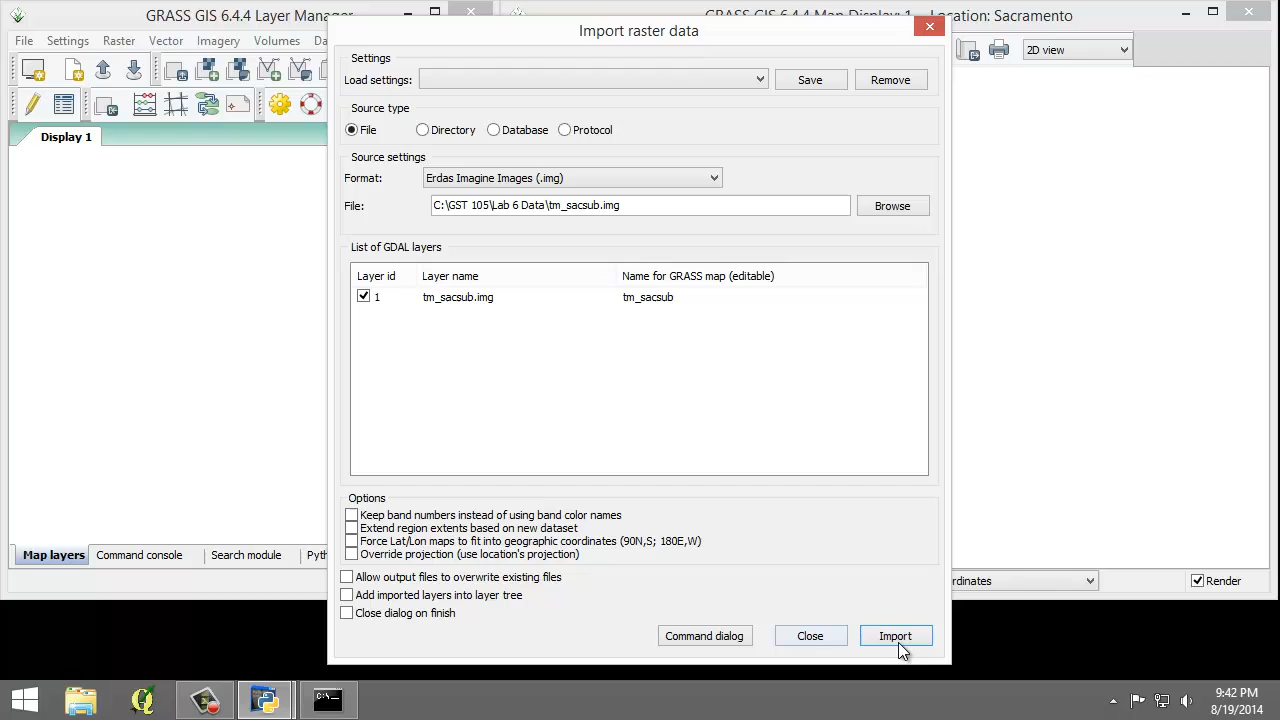 GRASS GIS 6.4.4 Layer Manager
GRASS GIS 6.4.4 Map Display: 1 - Location: Sacramento
Import raster data
File Settings Raster Vector Imagery Volumes Da
2D view
Display 1
Settings
Load settings:
Save
Remove
Source type
File
Directory
Database
Protocol
Source settings
Format: Erdas Imagine Images (.img)
File: C:\GST 105\Lab 6 Data\tm_sacsub.img
Browse
List of GDAL layers
Layer id Layer name Name for GRASS map (editable)
1 tm_sacsub.img tm_sacsub
Options
Keep band numbers instead of using band color names
Extend region extents based on new dataset
Force Lat/Lon maps to fit into geographic coordinates (90N,S; 180E,W)
Override projection (use location's projection)
Allow output files to overwrite existing files
Add imported layers into layer tree
Close dialog on finish
Command dialog
Close
Import
Map layers Command console Search module Pyth
rdinates
Render
C:\_
9:42 PM
8/19/2014